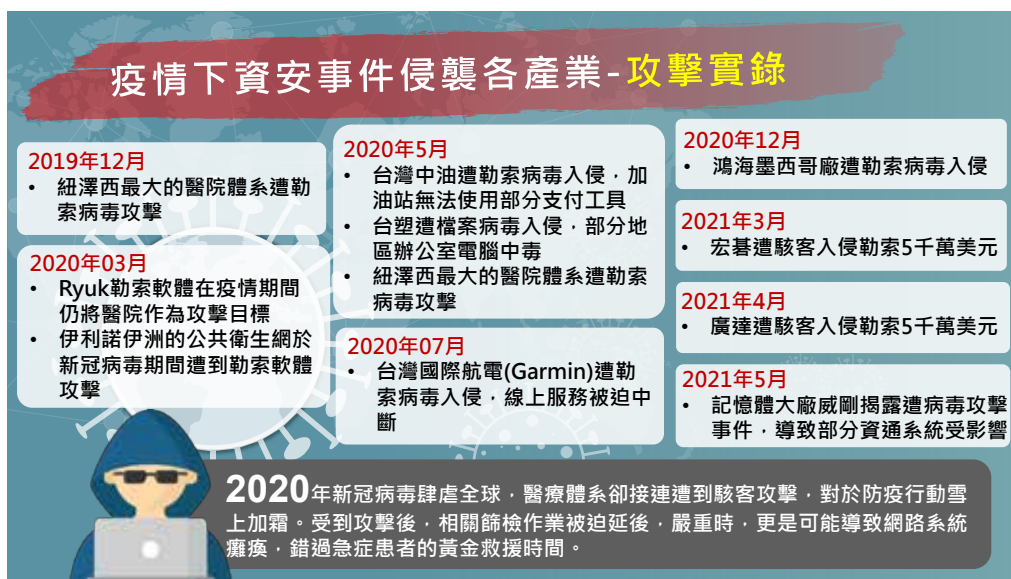 疫情下資安事件侵襲各產業-攻擊實錄
2019年12月
• 紐澤西最大的醫院體系遭勒
索病毒攻擊
2020年03月
• Ryuk勒索軟體在疫情期間
仍將醫院作為攻擊目標
• 伊利諾伊洲的公共衛生網於
新冠病毒期間遭到勒索軟體
攻擊
2020年5月
• 台灣中油遭勒索病毒入侵，加
油站無法使用部分支付工具
• 台塑遭檔案病毒入侵，部分地
區辦公室電腦中毒
• 紐澤西最大的醫院體系遭勒索
病毒攻擊
2020年07月
• 台灣國際航電(Garmin)遭勒
索病毒入侵，線上服務被迫中
斷
2020年12月
• 鴻海墨西哥廠遭勒索病毒入侵
2021年3月
• 宏碁遭駭客入侵勒索5千萬美元
2021年4月
• 廣達遭駭客入侵勒索5千萬美元
2021年5月
• 記憶體大廠威剛揭露遭病毒攻擊
事件，導致部分資通系統受影響
2020年新冠病毒肆虐全球，醫療體系卻接連遭到駭客攻擊，對於防疫行動雪
上加霜。受到攻擊後，相關篩檢作業被迫延後，嚴重時，更是可能導致網路系統
癱瘓，錯過急症患者的黃金救援時間。